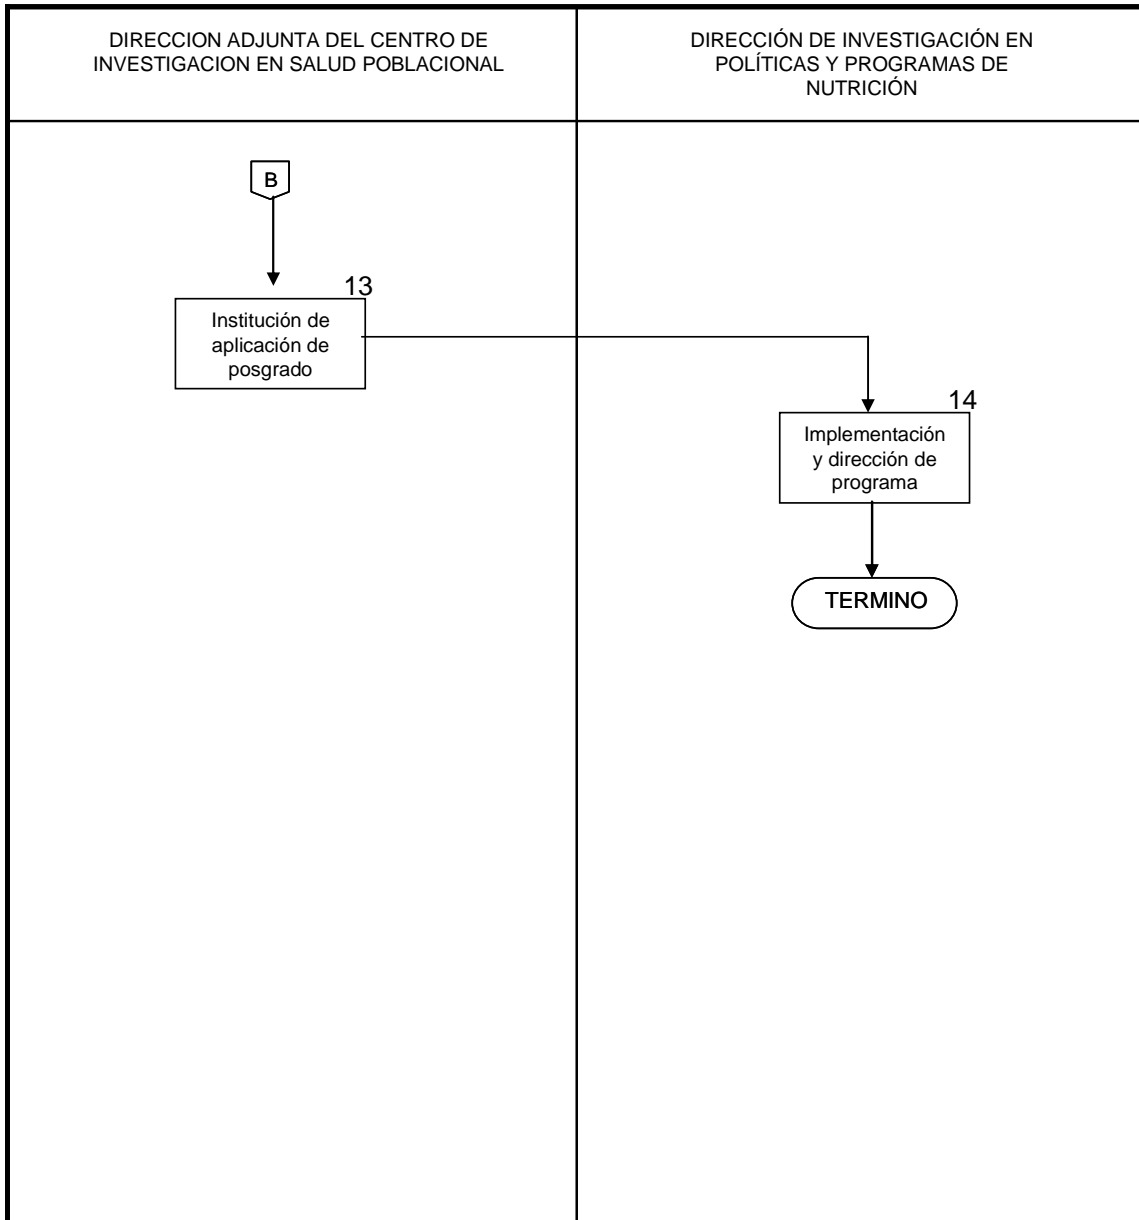 DIRECCION ADJUNTA DEL CENTRO DE
INVESTIGACION EN SALUD POBLACIONAL
DIRECCIÓN DE INVESTIGACIÓN EN
POLÍTICAS Y PROGRAMAS DE
NUTRICIÓN
B
13
Institución de
aplicación de
posgrado
14
Implementación
y dirección de
programa
TERMINO